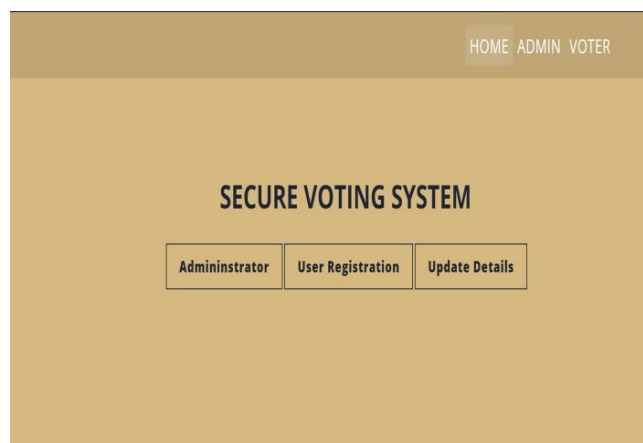 HOME ADMIN VOTER
SECURE VOTING SYSTEM
Admininstrator User Registration Update Details